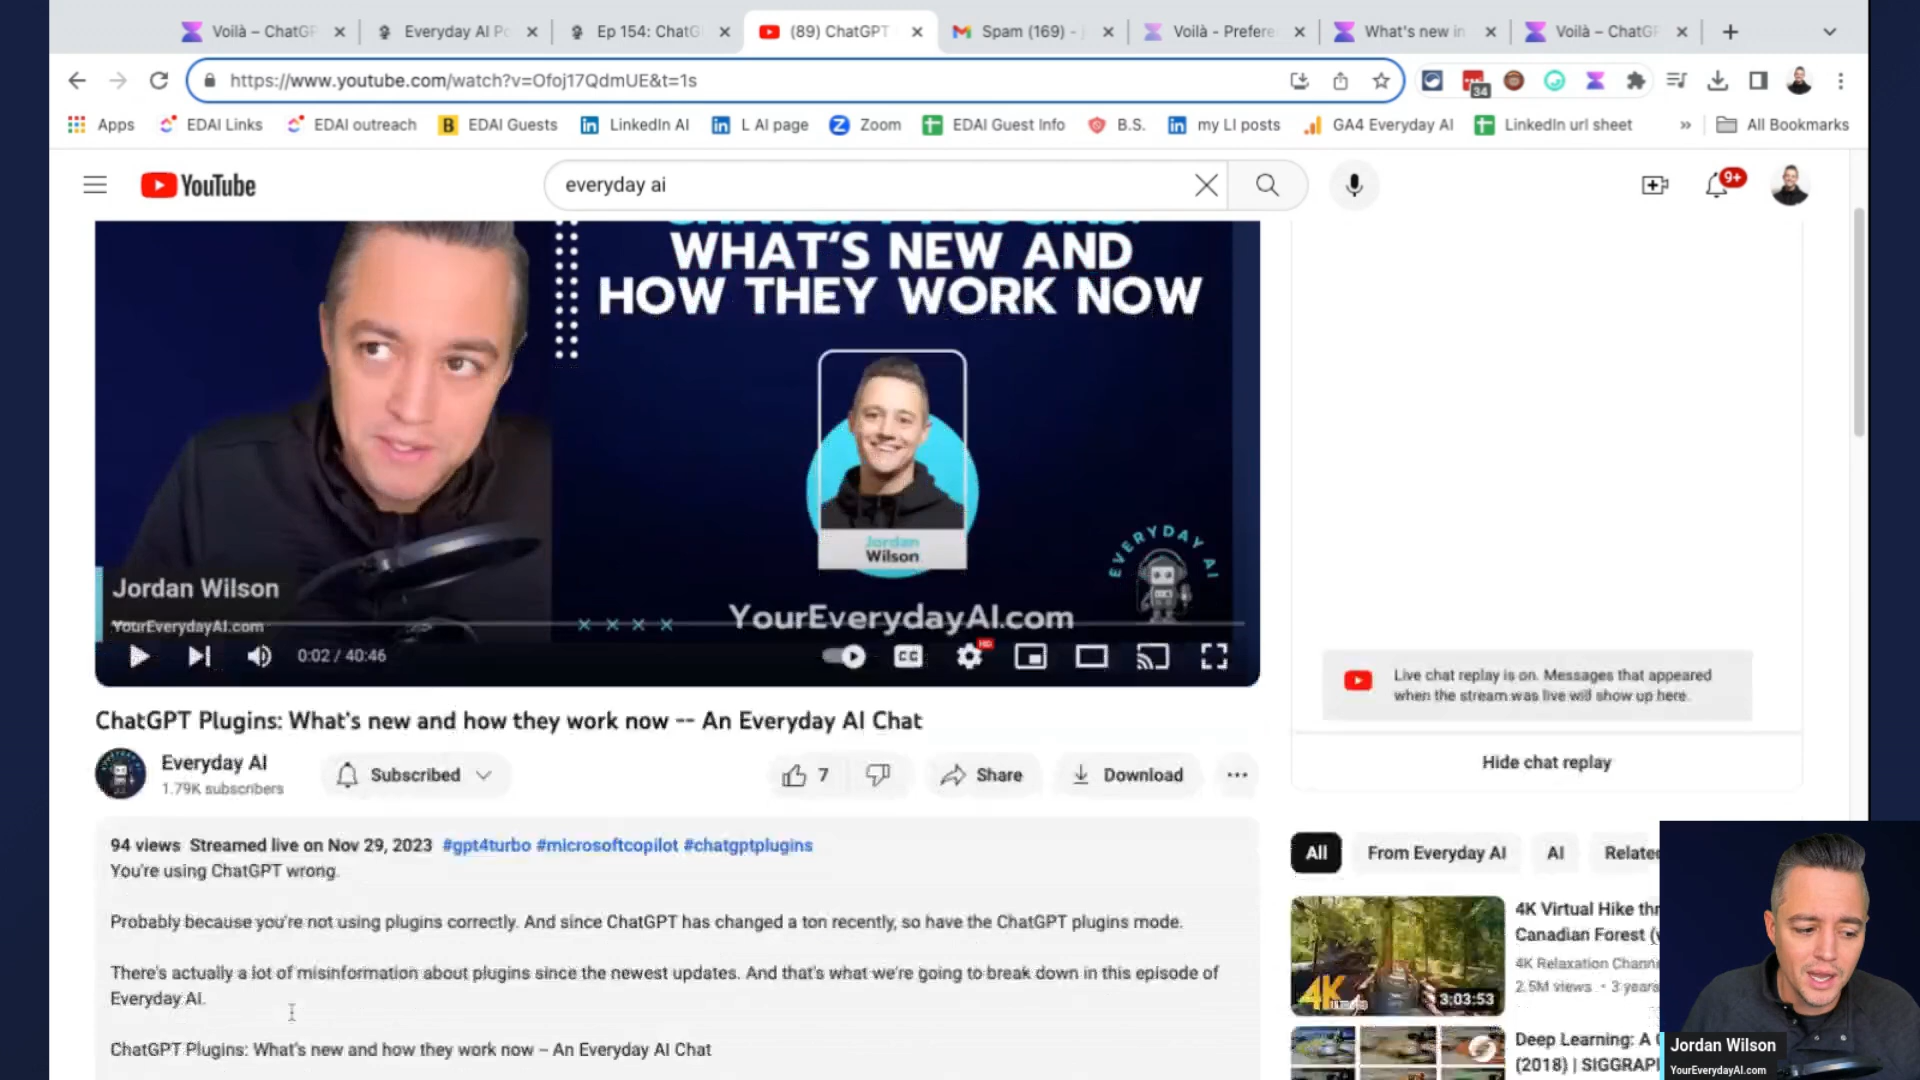 Voilà – ChatGP
Everyday AI Po
Ep 154: ChatG
(89) ChatGPT
Spam (169) -
Voilà - Prefere
What's new in
Voilà – ChatGP
https://www.youtube.com/watch?v=Ofoj17QdmUE&t=1s
34
Apps
EDAI Links
EDAI outreach
EDAI Guests
LinkedIn AI
L AI page
Zoom
EDAI Guest Info
B.S.
my LI posts
GA4 Everyday AI
LinkedIn url sheet
All Bookmarks
YouTube
everyday ai
9+
WHAT'S NEW AND
HOW THEY WORK NOW
Jordan
Wilson
EVERYDAY AI
Jordan Wilson
YourEverydayAI.com
YourEverydayAI.com
0:02 / 40:46
CC
HD
Live chat replay is on. Messages that appeared
when the stream was live will show up here.
Hide chat replay
ChatGPT Plugins: What's new and how they work now -- An Everyday AI Chat
Everyday AI
1.79K subscribers
Subscribed
7
Share
Download
94 views Streamed live on Nov 29, 2023 #gpt4turbo #microsoftcopilot #chatgptplugins
You're using ChatGPT wrong.
Probably because you're not using plugins correctly. And since ChatGPT has changed a ton recently, so have the ChatGPT plugins mode.
There's actually a lot of misinformation about plugins since the newest updates. And that's what we're going to break down in this episode of
Everyday AI.
ChatGPT Plugins: What's new and how they work now – An Everyday AI Chat
All
From Everyday AI
AI
Relate
4K Virtual Hike thr
Canadian Forest (
4K Relaxation Chann
2.5M views • 3 years
4K
3:03:53
Deep Learning: A
(2018) | SIGGRAP
Jordan Wilson
YourEverydayAI.com